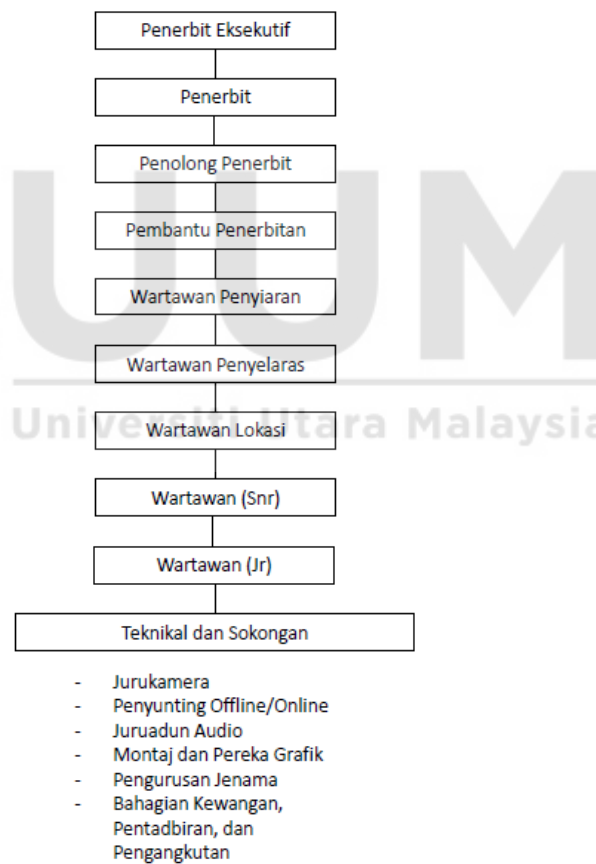 Penerbit Eksekutif
Penerbit
Penolong Penerbit
UUM
Pembantu Penerbitan
Wartawan Penyiaran
Wartawan Penyelaras
Universiti Utara Malaysia
Wartawan Lokasi
Wartawan (Snr)
Wartawan (Jr)
Teknikal dan Sokongan
- Jurukamera
- Penyunting Offline/Online
- Juruadun Audio
- Montaj dan Pereka Grafik
- Pengurusan Jenama
- Bahagian Kewangan,
Pentadbiran, dan
Pengangkutan